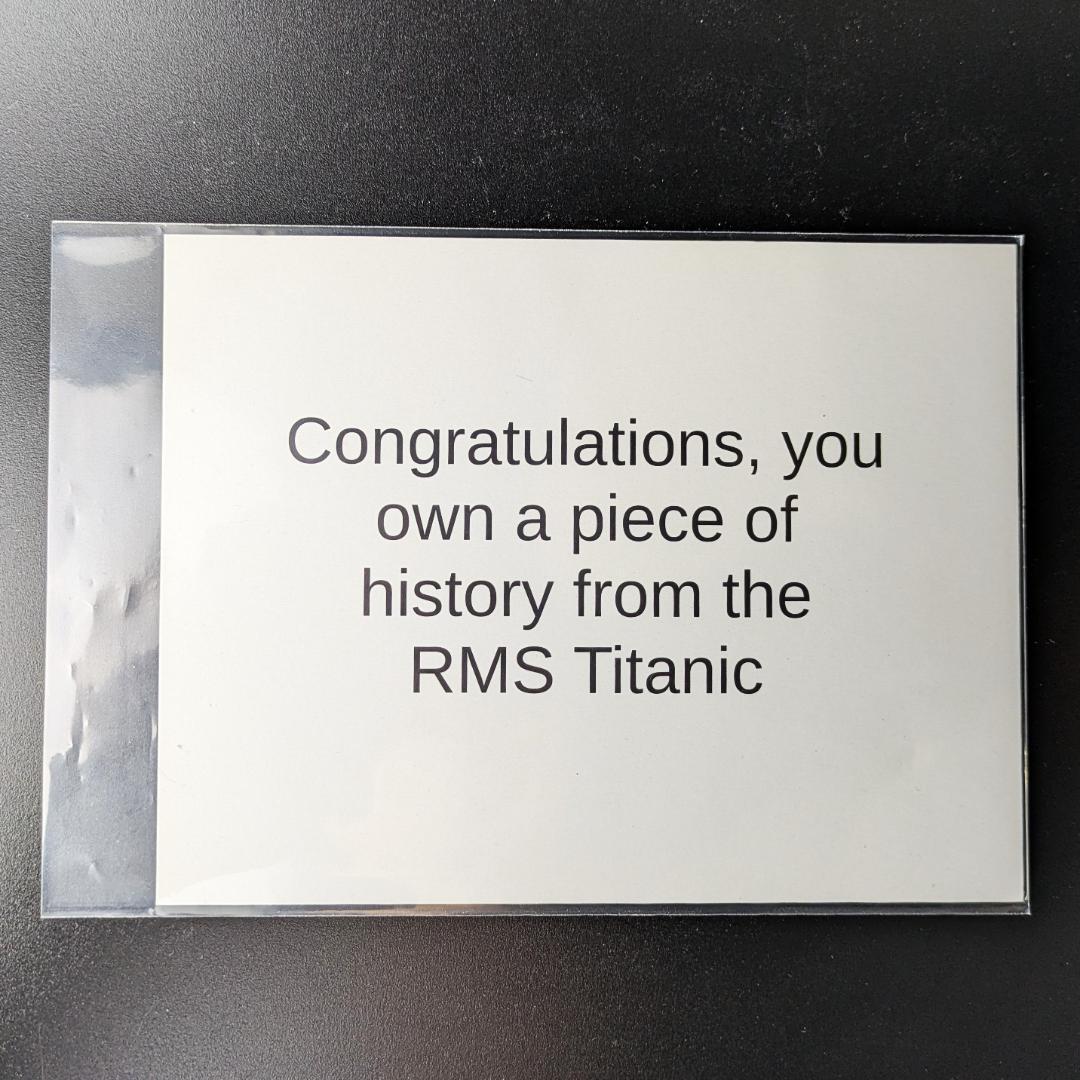 Congratulations, you
own a piece of
history from the
RMS Titanic